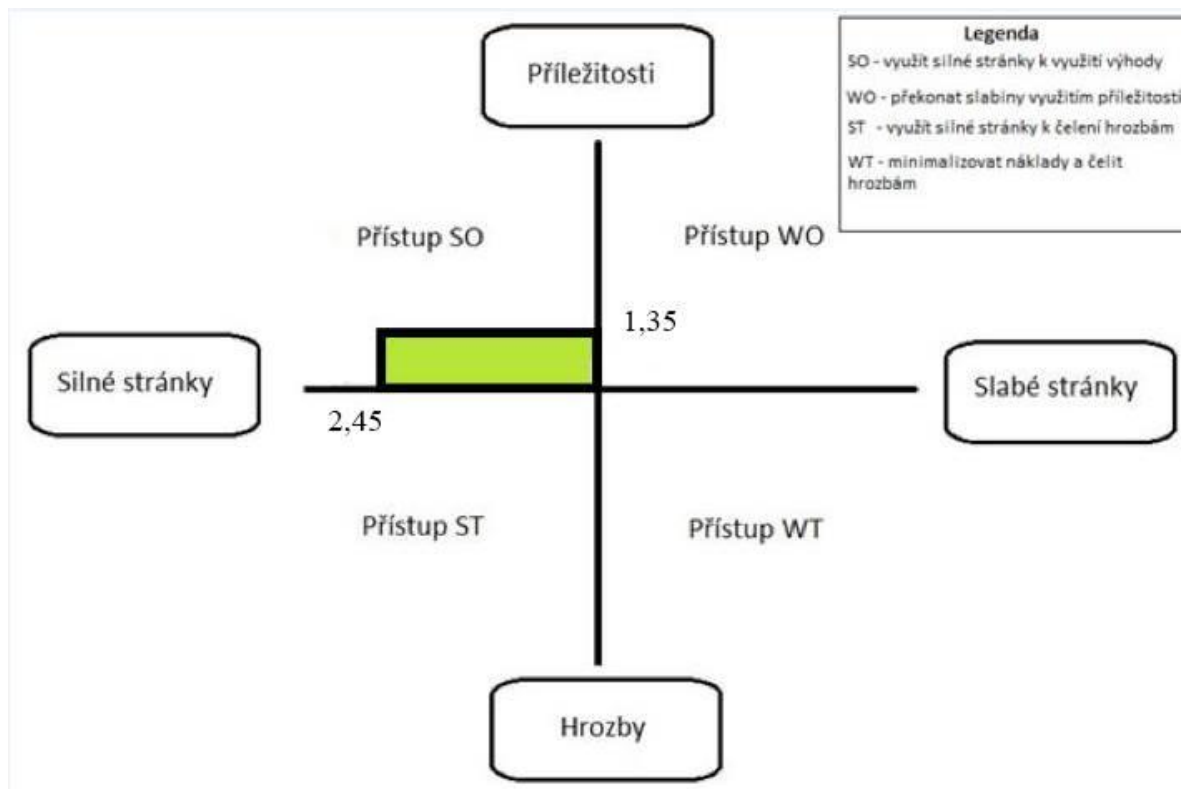 Příležitosti
Legenda
SO - využít silné stránky k využití výhody
WO - překonat slabiny využitím příležitostí
ST - využít silné stránky k čelení hrozbám
WT - minimalizovat náklady a čelit
hrozbám
Přístup SO
Přístup WO
1,35
Silné stránky
Slabé stránky
2,45
Přístup ST
Přístup WT
Hrozby